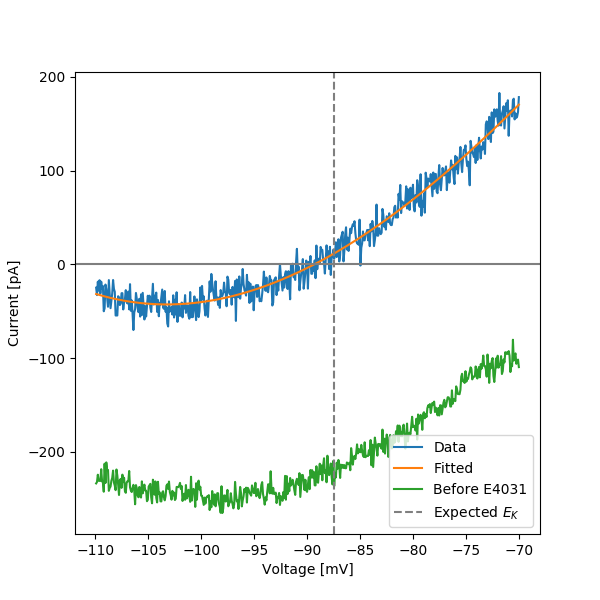 200
100
0
−100
−200
Current [pA]
−110
−105
−100
−95
−90
−85
−80
−75
−70
Voltage [mV]
Data
Fitted
Before E4031
Expected E_K